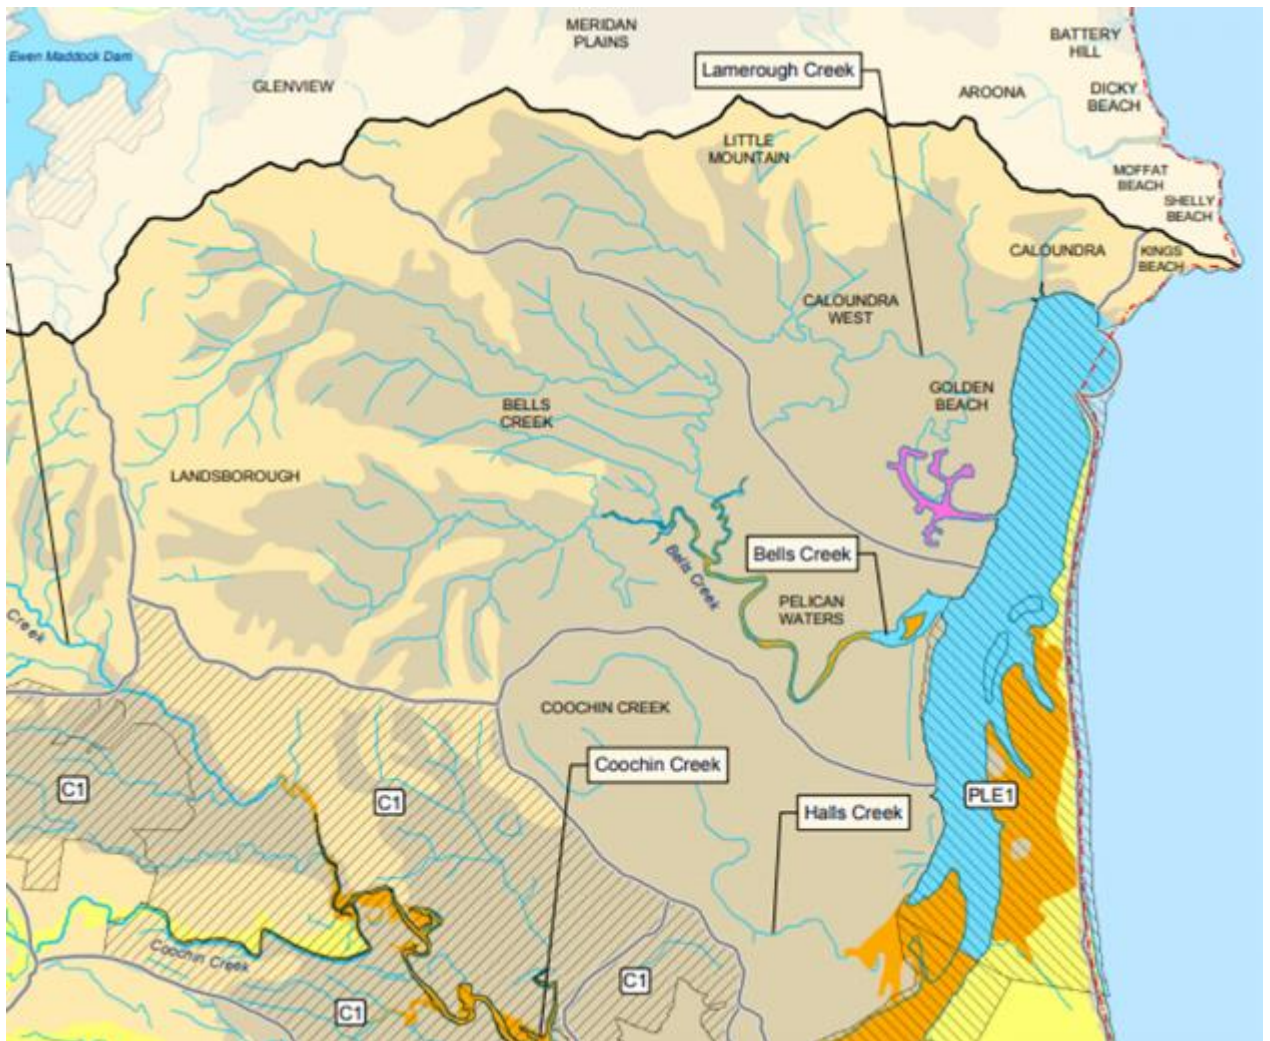 MERIDAN
PLAINS
BATTERY
HILL
Ewen Maddock Dam
Lamerough Creek
GLENVIEW
AROONA
DICKY
BEACH
LITTLE
MOUNTAIN
MOFFAT
BEACH
SHELLY
BEACH
CALOUNDRA
KINGS
BEACH
CALOUNDRA
WEST
GOLDEN
BEACH
BELLS
CREEK
LANDSBOROUGH
Bells Creek
Bells Creek
PELICAN
WATERS
Creek
COOCHIN CREEK
Coochin Creek
C1
C1
PLE1
Halls Creek
Coochin Creek
C1
C1